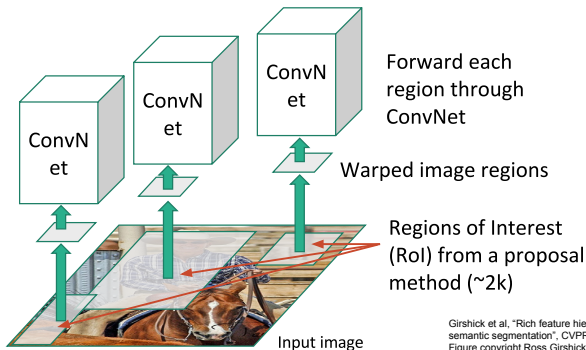 Forward each
region through
ConvNet
ConvN
et
ConvN
et
ConvN
et
Warped image regions
Regions of Interest
(RoI) from a proposal
method (~2k)
Input image
Girshick et al, "Rich feature hie
semantic segmentation", CVPF
Figure copyright Ross Girshick